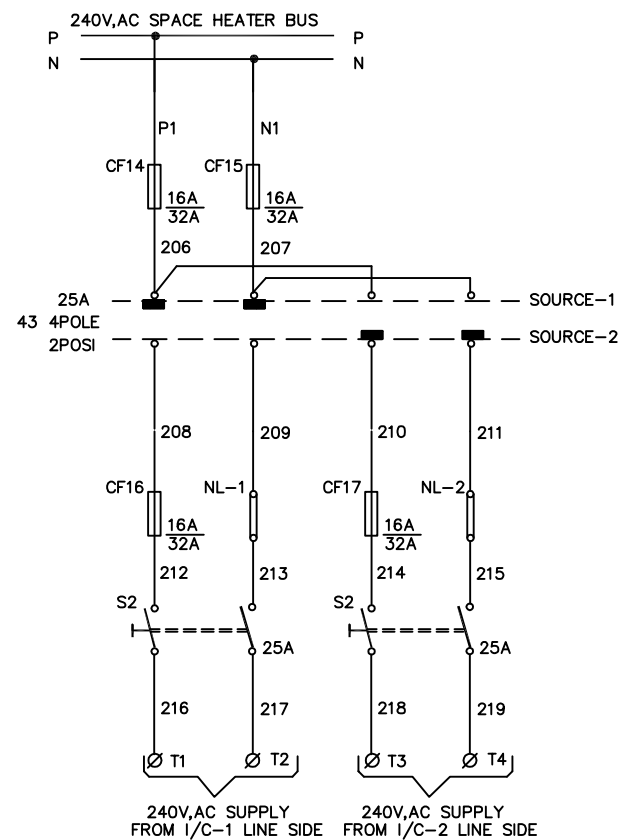 240V,AC SPACE HEATER BUS
P P
N N
P1 N1
CF14 CF15
16A 16A
32A 32A
206 207
25A SOURCE-1
43 4POLE
2POSI SOURCE-2
208 209 210 211
CF16 NL-1 CF17 NL-2
16A 16A
32A 32A
212 213 214 215
S2 S2
25A 25A
216 217 218 219
T1 T2 T3 T4
240V,AC SUPPLY 240V,AC SUPPLY
FROM I/C-1 LINE SIDE FROM I/C-2 LINE SIDE